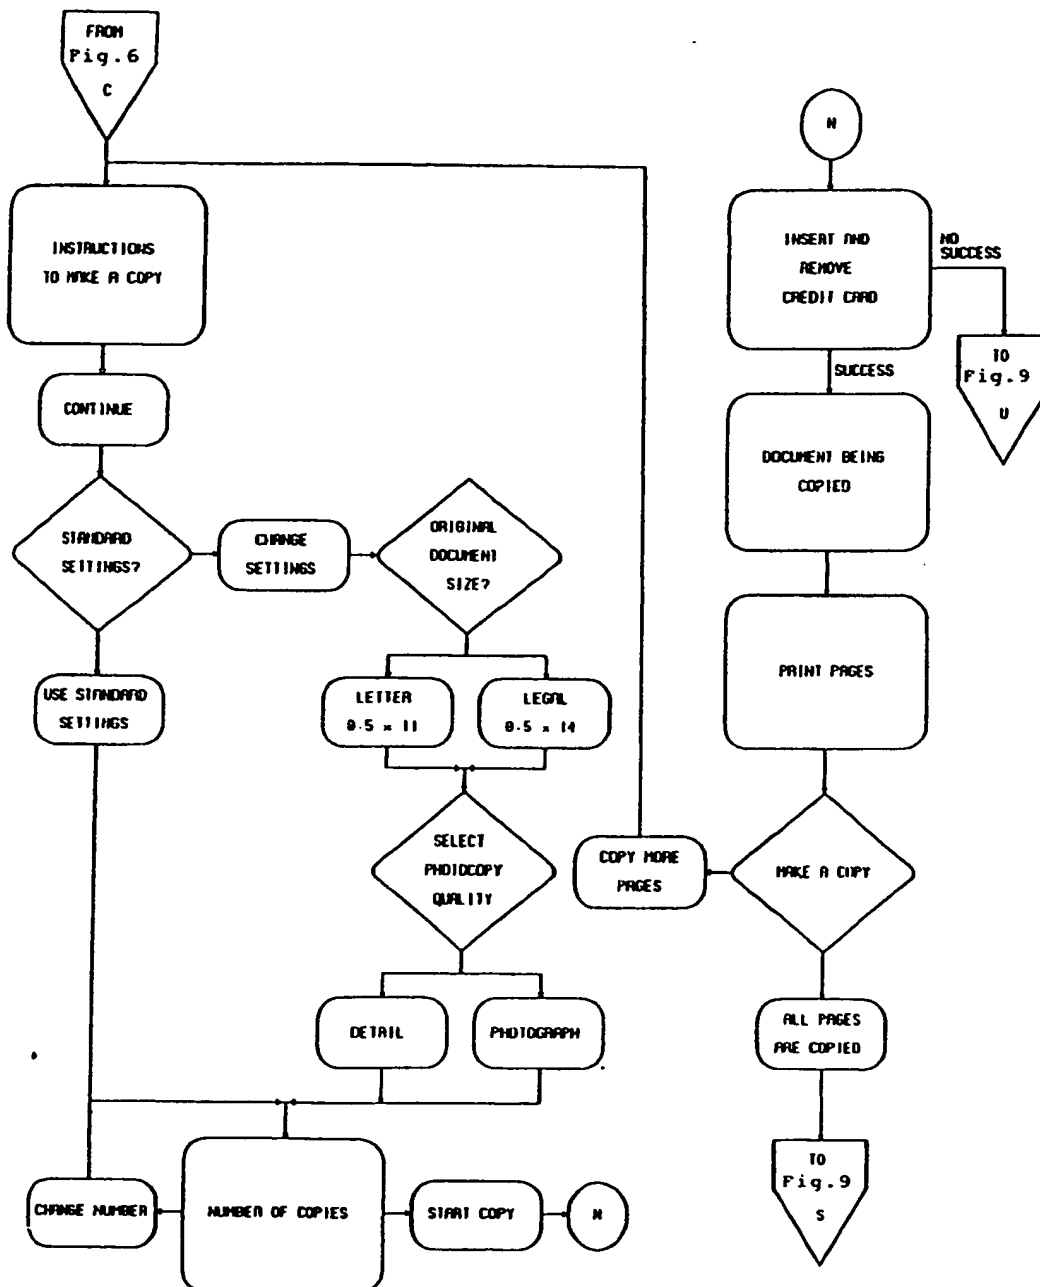 FROM
Fig.6
C
INSTRUCTIONS
TO MAKE A COPY
CONTINUE
STANDARD
SETTINGS?
CHANGE
SETTINGS
ORIGINAL
DOCUMENT
SIZE?
USE STANDARD
SETTINGS
LETTER
8.5 x 11
LEGAL
8.5 x 14
SELECT
PHOTOCOPY
QUALITY
DETAIL
PHOTOGRAPH
CHANGE NUMBER
NUMBER OF COPIES
START COPY
N
N
INSERT AND
REMOVE
CREDIT CARD
NO
SUCCESS
TO
Fig.9
U
SUCCESS
DOCUMENT BEING
COPIED
PRINT PAGES
MAKE A COPY
COPY MORE
PAGES
ALL PAGES
ARE COPIED
TO
Fig.9
S